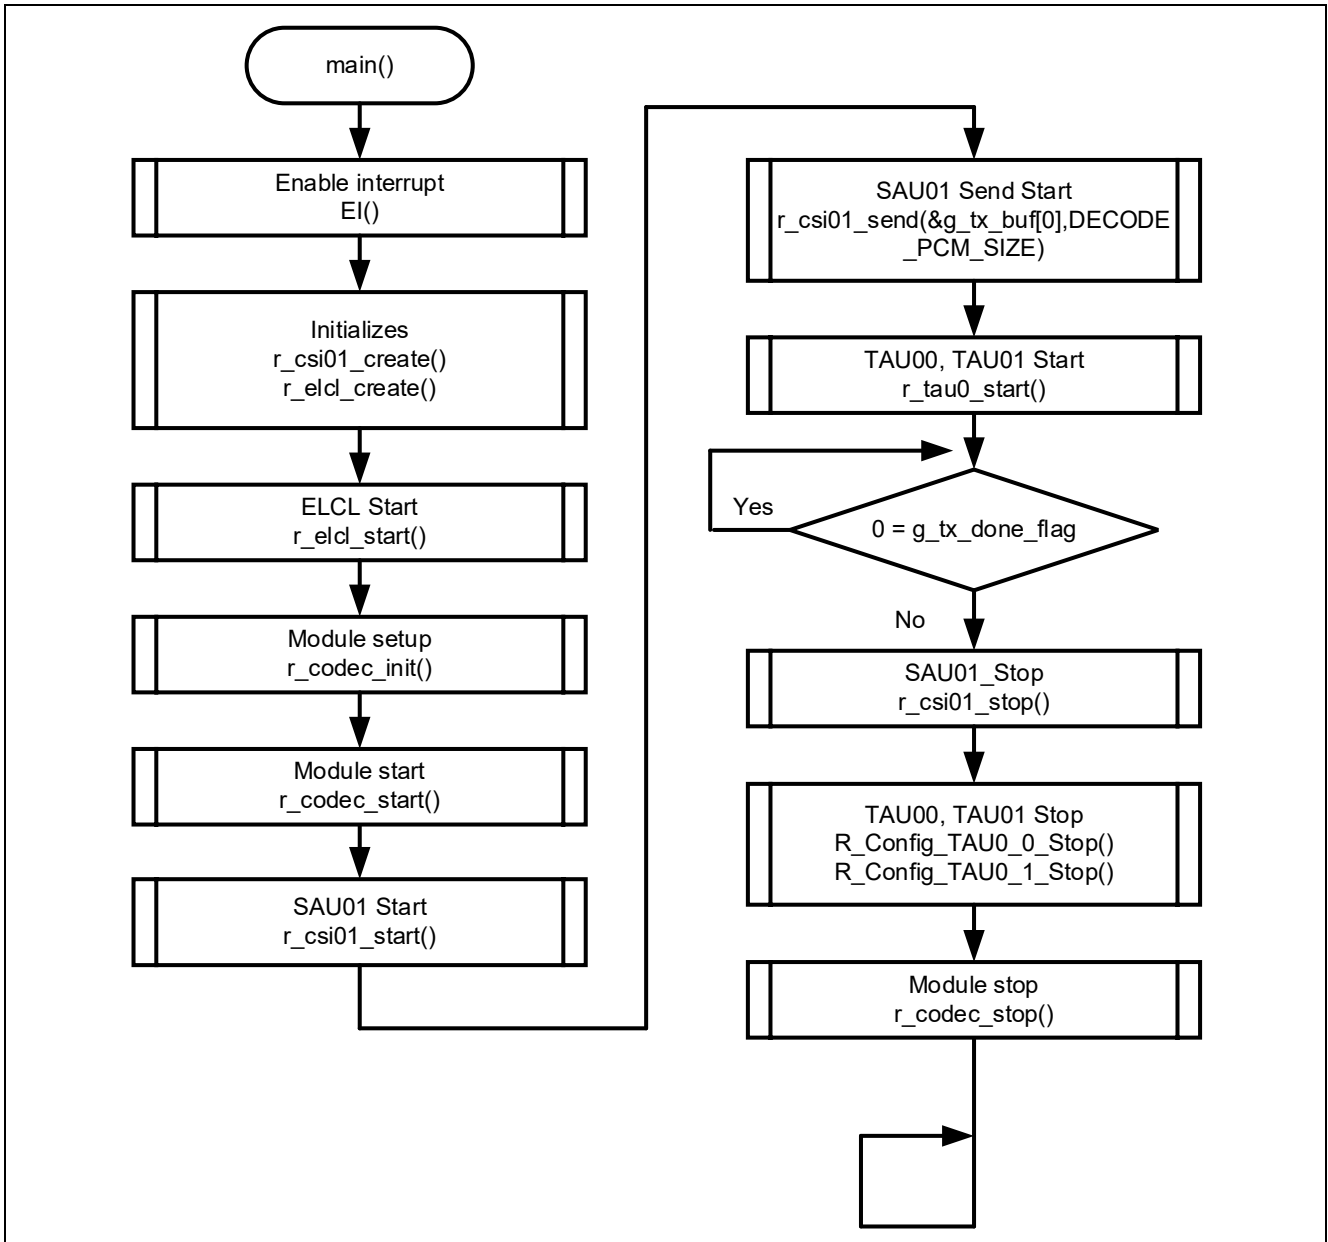 main()
Enable interrupt
EI()
Initializes
r_csi01_create()
r_elcl_create()
ELCL Start
r_elcl_start()
Module setup
r_codec_init()
Module start
r_codec_start()
SAU01 Start
r_csi01_start()
SAU01 Send Start
r_csi01_send(&g_tx_buf[0],DECODE
_PCM_SIZE)
TAU00, TAU01 Start
r_tau0_start()
Yes
0 = g_tx_done_flag
No
SAU01_Stop
r_csi01_stop()
TAU00, TAU01 Stop
R_Config_TAU0_0_Stop()
R_Config_TAU0_1_Stop()
Module stop
r_codec_stop()